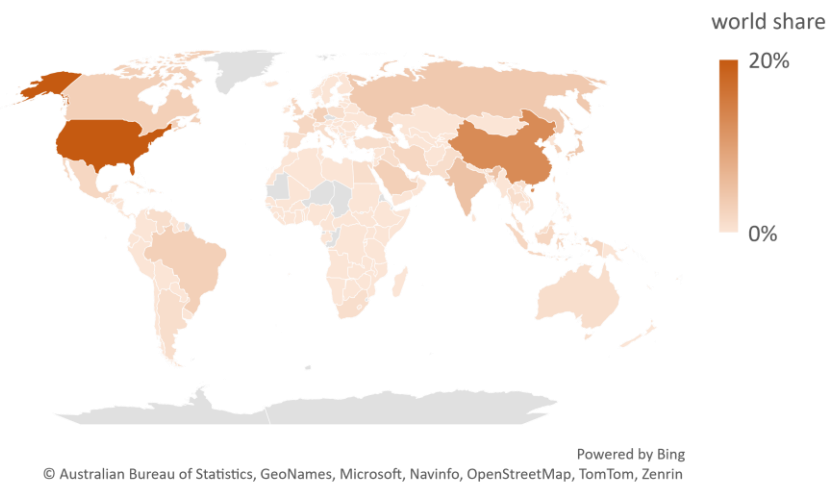 world share
20%
0%
Powered by Bing
© Australian Bureau of Statistics, GeoNames, Microsoft, Navinfo, OpenStreetMap, TomTom, Zenrin